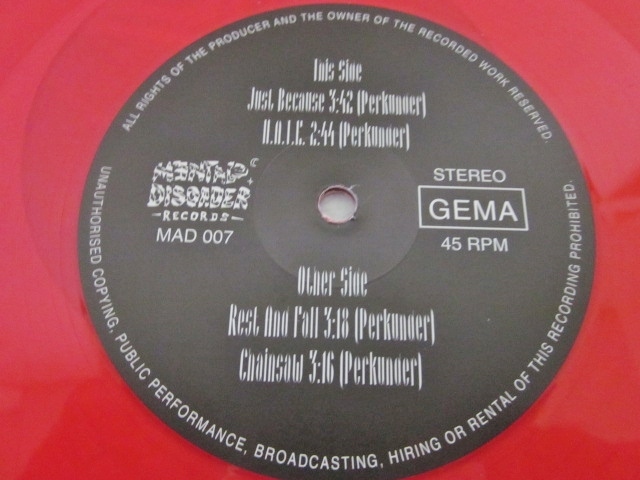 ALL RIGHTS OF THE PRODUCER AND THE OWNER OF THE RECORDED WORK RESERVED.
This Side
Just Because 3:42 (Perkunder)
2:44 (Perkunder)
MENTAL
DISORDER
RECORDS
MAD 007
STEREO
GEMA
45 RPM
Other Side
Rest And Fall 3:18 (Perkunder)
Chainsaw 3:16 (Perkunder)
UNAUTHORISED COPYING, PUBLIC PERFORMANCE, BROADCASTING, HIRING OR RENTAL OF THIS RECORDING PROHIBITED.